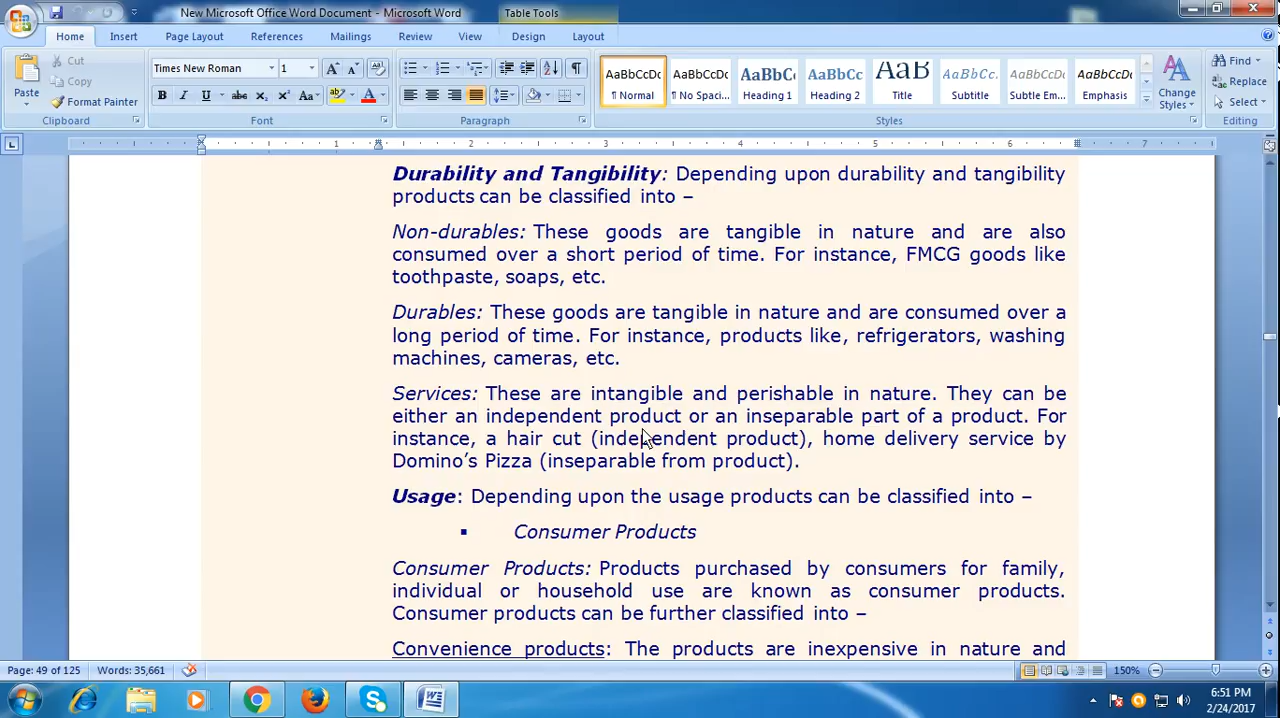 New Microsoft Office Word Document - Microsoft Word
Table Tools
Home Insert Page Layout References Mailings Review View Design Layout
Paste
Cut
Copy
Format Painter
Clipboard
Times New Roman 1
B I U abc x² Aa
Font
Paragraph
AaBbCcDc AaBbCcDc AaBbCc AaBbCc AaB AaBbCc. AaBbCc. AaBbCcDc
¶ Normal ¶ No Spaci... Heading 1 Heading 2 Title Subtitle Subtle Em... Emphasis
Styles
Change
Styles
Find
Replace
Select
Editing
1 2 3 4 5 6 7
Durability and Tangibility: Depending upon durability and tangibility
products can be classified into –
Non-durables: These goods are tangible in nature and are also
consumed over a short period of time. For instance, FMCG goods like
toothpaste, soaps, etc.
Durables: These goods are tangible in nature and are consumed over a
long period of time. For instance, products like, refrigerators, washing
machines, cameras, etc.
Services: These are intangible and perishable in nature. They can be
either an independent product or an inseparable part of a product. For
instance, a hair cut (independent product), home delivery service by
Domino’s Pizza (inseparable from product).
Usage: Depending upon the usage products can be classified into –
▪ Consumer Products
Consumer Products: Products purchased by consumers for family,
individual or household use are known as consumer products.
Consumer products can be further classified into –
Convenience products: The products are inexpensive in nature and
Page: 49 of 125 Words: 35,661 150%
6:51 PM
2/24/2017